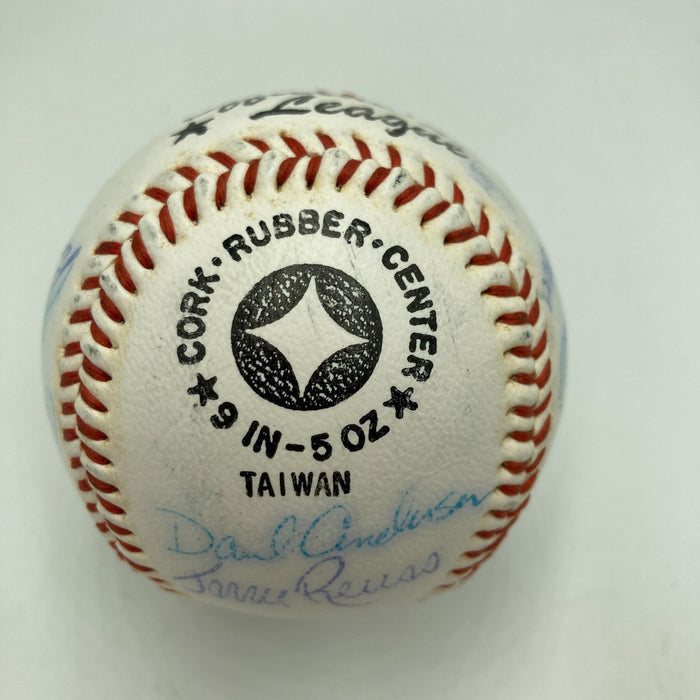 League
★ CORK · RUBBER · CENTER ★
9 IN – 5 OZ
TAIWAN
Dave Anderson
Jerry Reuss